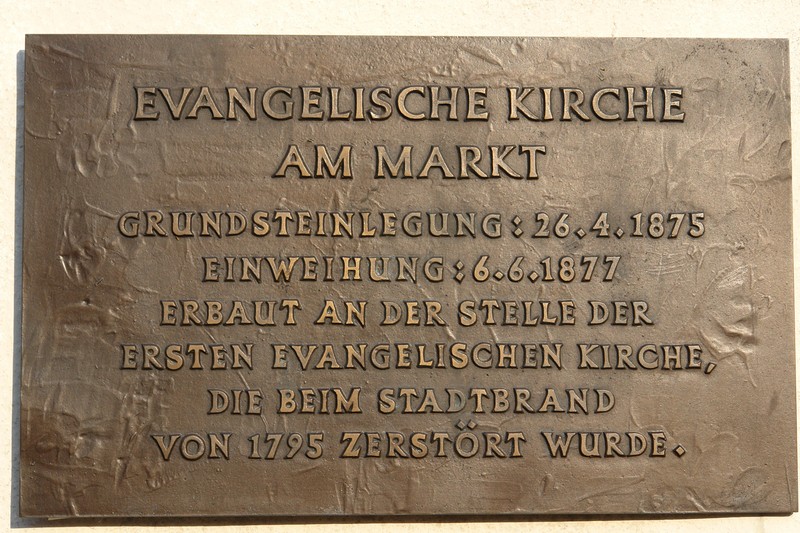 EVANGELISCHE KIRCHE
AM MARKT
GRUNDSTEINLEGUNG: 26.4.1875
EINWEIHUNG: 6.6.1877
ERBAUT AN DER STELLE DER
ERSTEN EVANGELISCHEN KIRCHE,
DIE BEIM STADTBRAND
VON 1795 ZERSTÖRT WURDE.